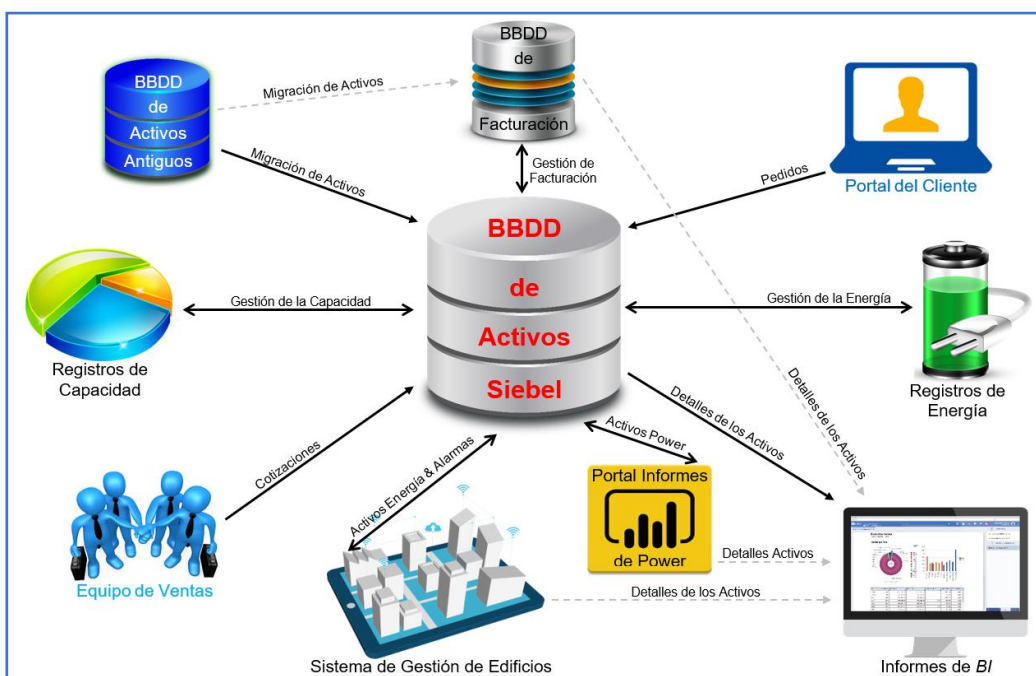 BBDD
de
Facturación
BBDD
de
Activos
Antiguos
Migración de Activos
Migración de Activos
Gestión de
Facturación
Pedidos
Portal del Cliente
BBDD
de
Activos
Siebel
Gestión de la Capacidad
Gestión de la Energía
Registros de
Capacidad
Registros de
Energía
Detalles de los Activos
Detalles de los Activos
Activos Power
Cotizaciones
Activos Energía & Alarmas
Portal Informes
de Power
Detalles Activos
Detalles de los Activos
Equipo de Ventas
Sistema de Gestión de Edificios
Informes de BI